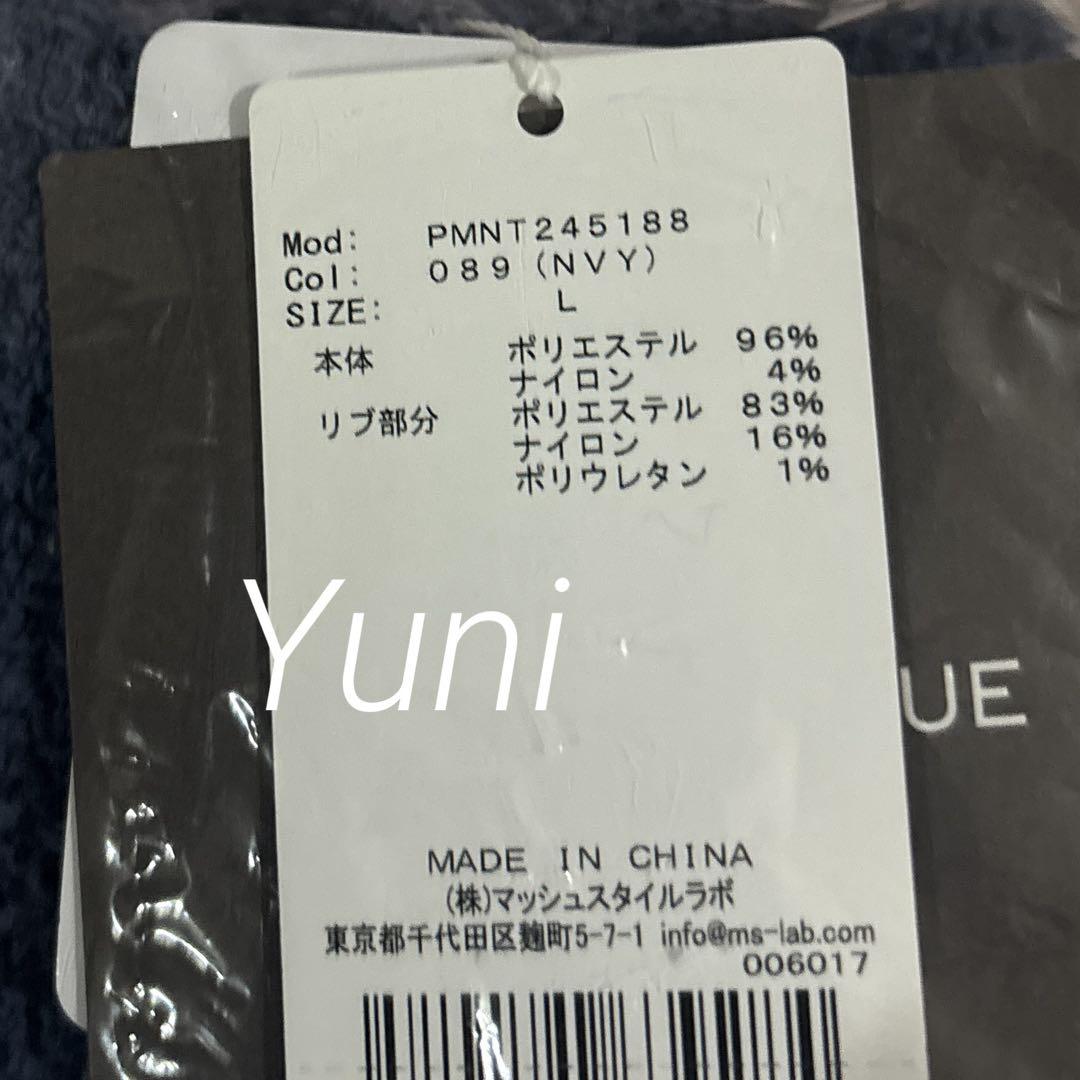 Mod: PMNT245188
Col: 089(NVY)
SIZE: L
本体 ポリエステル 96%
ナイロン 4%
リブ部分 ポリエステル 83%
ナイロン 16%
ポリウレタン 1%
Yuni
UE
MADE IN CHINA
(株)マッシュスタイルラボ
東京都千代田区麹町5-7-1 info@ms-lab.com
006017